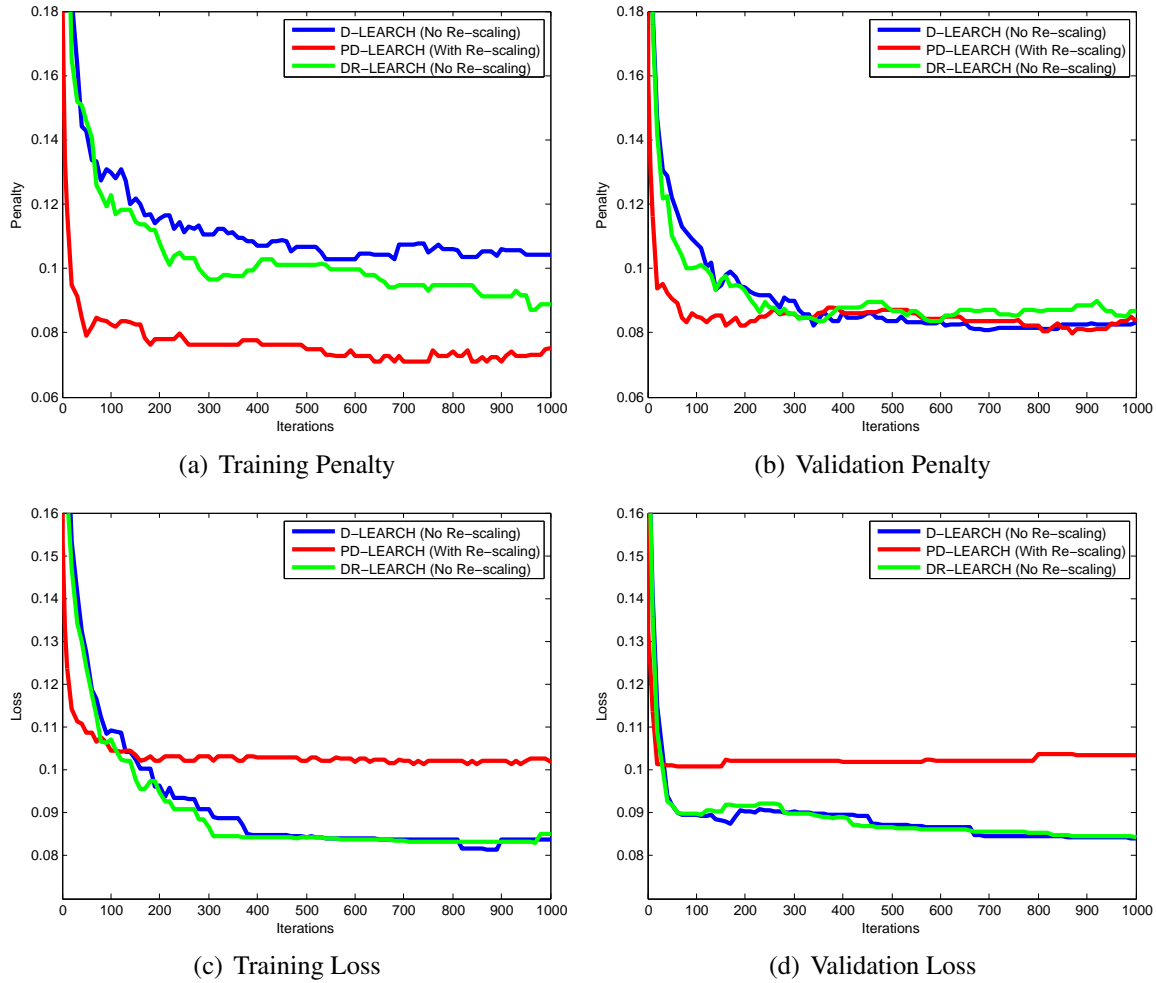 0.18
0.16
0.14
0.12
0.1
0.08
0.06
Penalty
D−LEARCH (No Re−scaling)
PD−LEARCH (With Re−scaling)
DR−LEARCH (No Re−scaling)
0 100 200 300 400 500 600 700 800 900 1000
Iterations
(a) Training Penalty
0.18
0.16
0.14
0.12
0.1
0.08
0.06
Penalty
D−LEARCH (No Re−scaling)
PD−LEARCH (With Re−scaling)
DR−LEARCH (No Re−scaling)
0 100 200 300 400 500 600 700 800 900 1000
Iterations
(b) Validation Penalty
0.16
0.15
0.14
0.13
0.12
0.11
0.1
0.09
0.08
Loss
D−LEARCH (No Re−scaling)
PD−LEARCH (With Re−scaling)
DR−LEARCH (No Re−scaling)
0 100 200 300 400 500 600 700 800 900 1000
Iterations
(c) Training Loss
0.16
0.15
0.14
0.13
0.12
0.11
0.1
0.09
0.08
Loss
D−LEARCH (No Re−scaling)
PD−LEARCH (With Re−scaling)
DR−LEARCH (No Re−scaling)
0 100 200 300 400 500 600 700 800 900 1000
Iterations
(d) Validation Loss